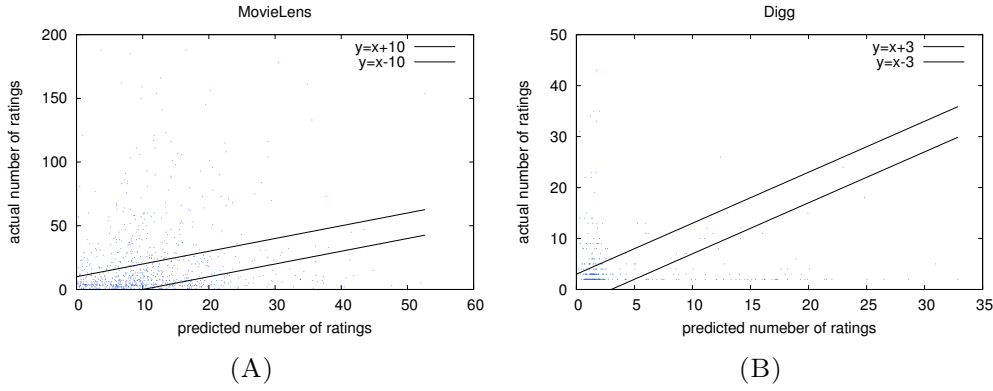 MovieLens
200
150
100
50
0
0 10 20 30 40 50 60
actual number of ratings
predicted numeber of ratings
y=x+10
y=x-10
(A)
Digg
50
40
30
20
10
0
0 5 10 15 20 25 30 35
actual number of ratings
predicted numeber of ratings
y=x+3
y=x-3
(B)